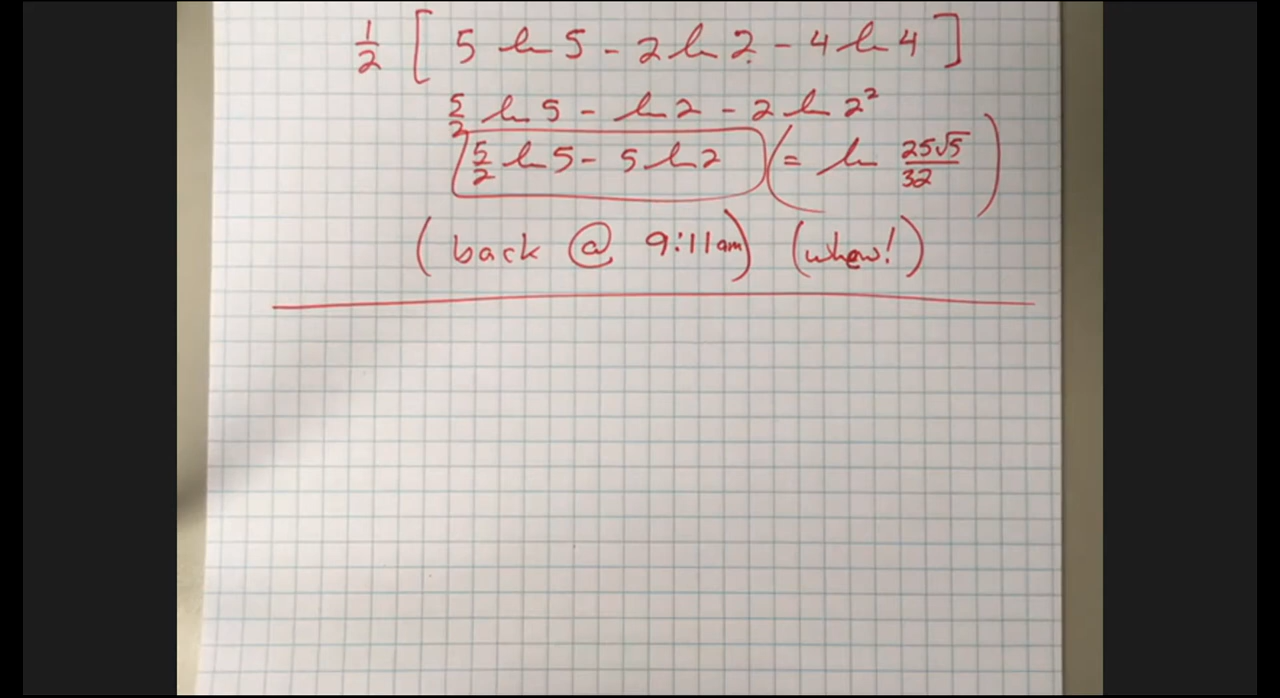 1/2 [ 5 ln 5 - 2 ln 2 - 4 ln 4 ]
5/2 ln 5 - ln 2 - 2 ln 2²
5/2 ln 5 - 5 ln 2 (= ln 25√5/32)
(back @ 9:11am) (whew!)